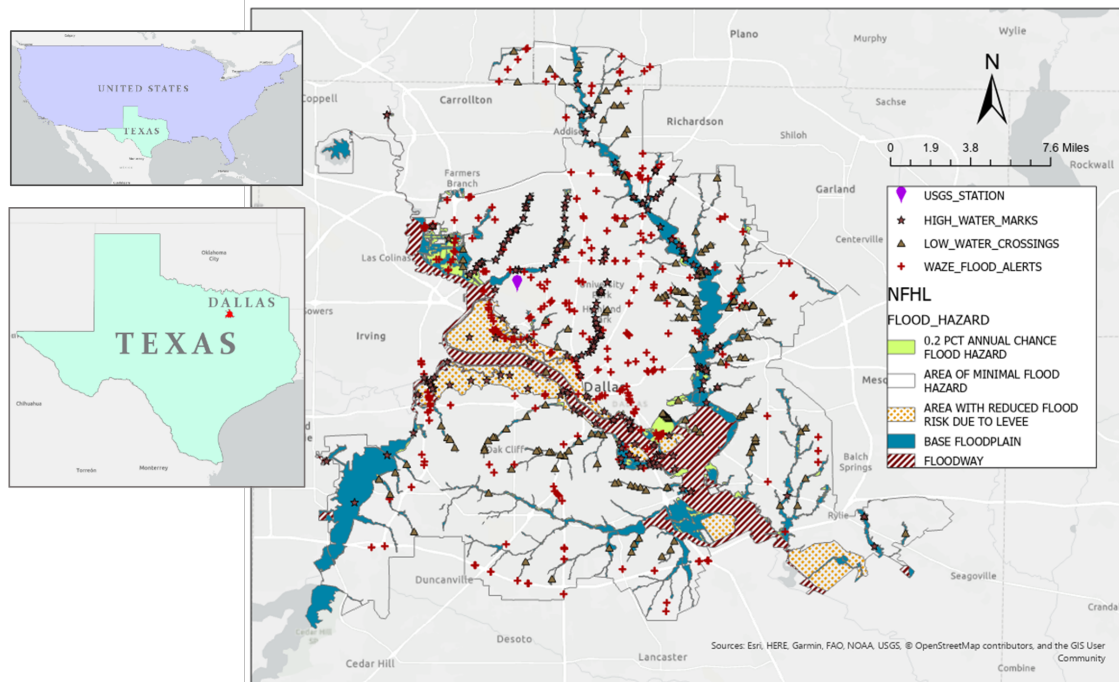 UNITED STATES
TEXAS
Oklahoma
City
DALLAS
TEXAS
Chihuahua
Torreón
Monterrey
Plano
Murphy
Wylie
Coppell
Carrollton
Sachse
Addison
Richardson
Shiloh
Rockwall
Farmers
Branch
Garland
Las Colinas
Centerville
University
Park
Highland
Park
Irving
Dallas
Oak Cliff
Balch
Springs
Rylie
Duncanville
Seagoville
Cedar Hill
SP
Desoto
Lancaster
Cedar Hill
Combine
N
0 1.9 3.8 7.6 Miles
USGS_STATION
HIGH_WATER_MARKS
LOW_WATER_CROSSINGS
WAZE_FLOOD_ALERTS
NFHL
FLOOD_HAZARD
0.2 PCT ANNUAL CHANCE
FLOOD HAZARD
AREA OF MINIMAL FLOOD
HAZARD
AREA WITH REDUCED FLOOD
RISK DUE TO LEVEE
BASE FLOODPLAIN
FLOODWAY
Sources: Esri, HERE, Garmin, FAO, NOAA, USGS, © OpenStreetMap contributors, and the GIS User
Community